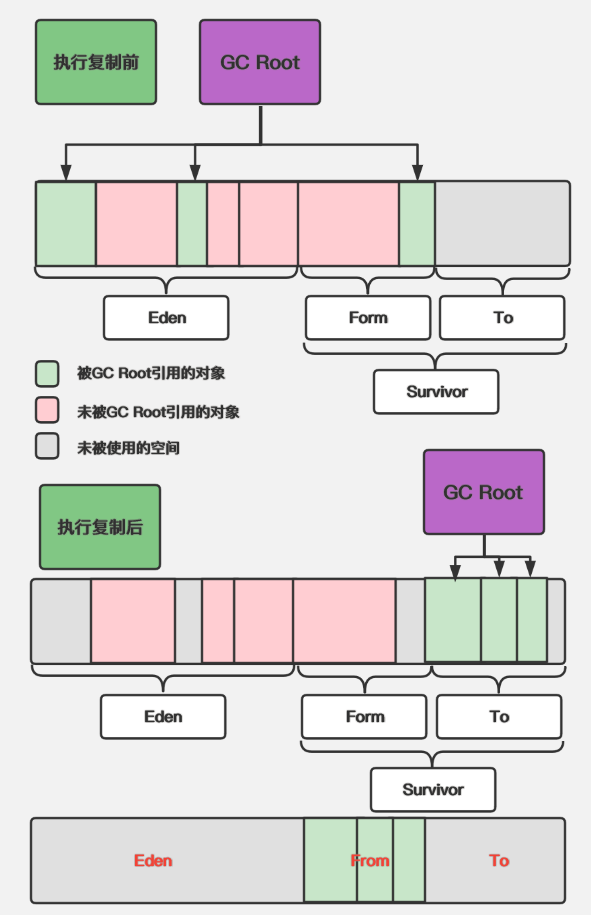 执行复制前
GC Root
Eden
Form
To
Survivor
被GC Root引用的对象
未被GC Root引用的对象
未被使用的空间
GC Root
执行复制后
Eden
Form
To
Survivor
Eden
From
To